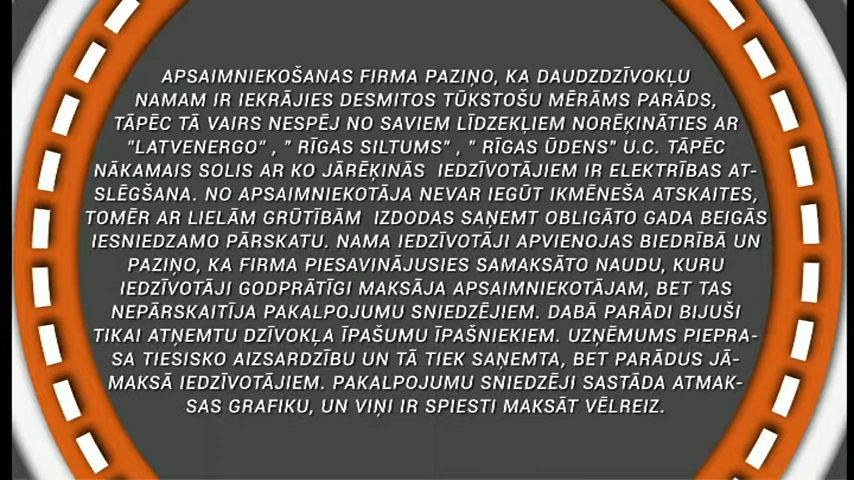 APSAIMNIEKOŠANAS FIRMA PAZIŅO, KA DAUDZDZĪVOKĻU
NAMAM IR IEKRĀJIES DESMITOS TŪKSTOŠU MĒRĀMS PARĀDS,
TĀPĒC TĀ VAIRS NESPĒJ NO SAVIEM LĪDZEKĻIEM NORĒĶINĀTIES AR
"LATVENERGO" , " RĪGAS SILTUMS" , " RĪGAS ŪDENS" U.C. TĀPĒC
NĀKAMAIS SOLIS AR KO JĀRĒĶINĀS IEDZĪVOTĀJIEM IR ELEKTRĪBAS AT-
SLĒGŠANA. NO APSAIMNIEKOTĀJA NEVAR IEGŪT IKMĒNEŠA ATSKAITES,
TOMĒR AR LIELĀM GRŪTĪBĀM IZDODAS SAŅEMT OBLIGĀTO GADA BEIGĀS
IESNIEDZAMO PĀRSKATU. NAMA IEDZĪVOTĀJI APVIENOJAS BIEDRĪBĀ UN
PAZIŅO, KA FIRMA PIESAVINĀJUSIES SAMAKSĀTO NAUDU, KURU
IEDZĪVOTĀJI GODPRĀTĪGI MAKSĀJA APSAIMNIEKOTĀJAM, BET TAS
NEPĀRSKAITĪJA PAKALPOJUMU SNIEDZĒJIEM. DABĀ PARĀDI BIJUŠI
TIKAI ATŅEMTU DZĪVOKĻA ĪPAŠUMU ĪPAŠNIEKIEM. UZŅĒMUMS PIEPRA-
SA TIESISKO AIZSARDZĪBU UN TĀ TIEK SAŅEMTA, BET PARĀDUS JĀ-
MAKSĀ IEDZĪVOTĀJIEM. PAKALPOJUMU SNIEDZĒJI SASTĀDA ATMAK-
SAS GRAFIKU, UN VIŅI IR SPIESTI MAKSĀT VĒLREIZ.